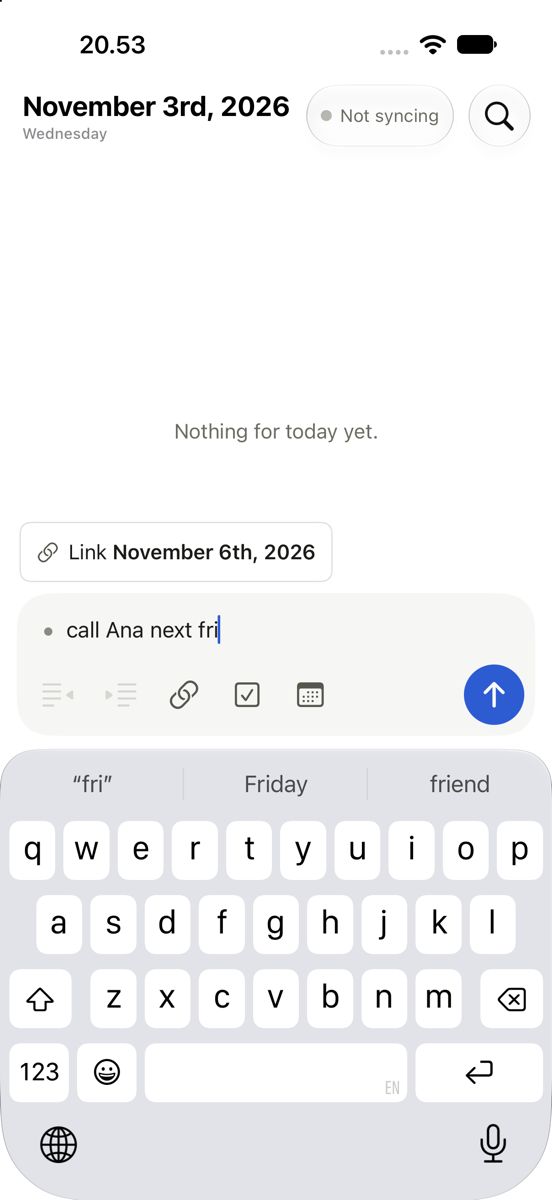 20.53
November 3rd, 2026
Wednesday
Not syncing
Nothing for today yet.
Link November 6th, 2026
call Ana next fri
“fri” Friday friend
q w e r t y u i o p
a s d f g h j k l
z x c v b n m
123
EN